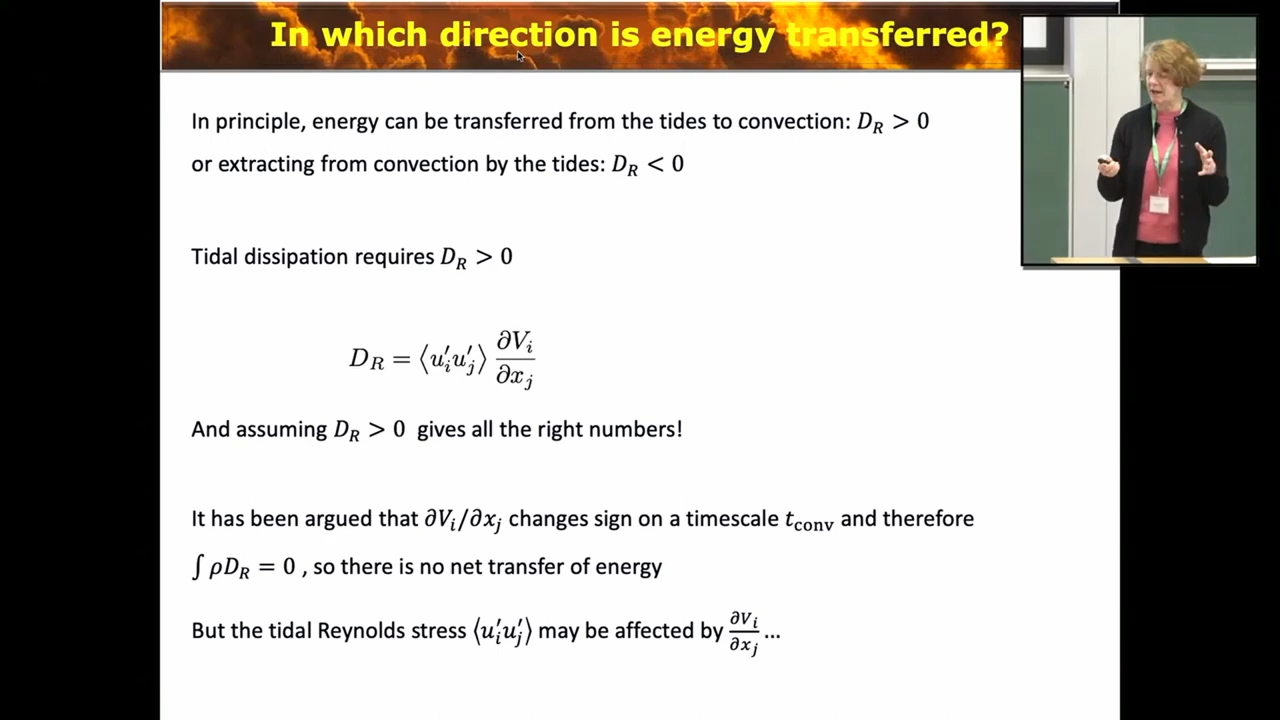 In which direction is energy transferred?
In principle, energy can be transferred from the tides to convection: D_R > 0
or extracting from convection by the tides: D_R < 0
Tidal dissipation requires D_R > 0
D_R = ⟨u′_i u′_j⟩ ∂V_i/∂x_j
And assuming D_R > 0 gives all the right numbers!
It has been argued that ∂V_i/∂x_j changes sign on a timescale t_conv and therefore
∫ρD_R = 0 , so there is no net transfer of energy
But the tidal Reynolds stress ⟨u′_i u′_j⟩ may be affected by ∂V_i/∂x_j ...